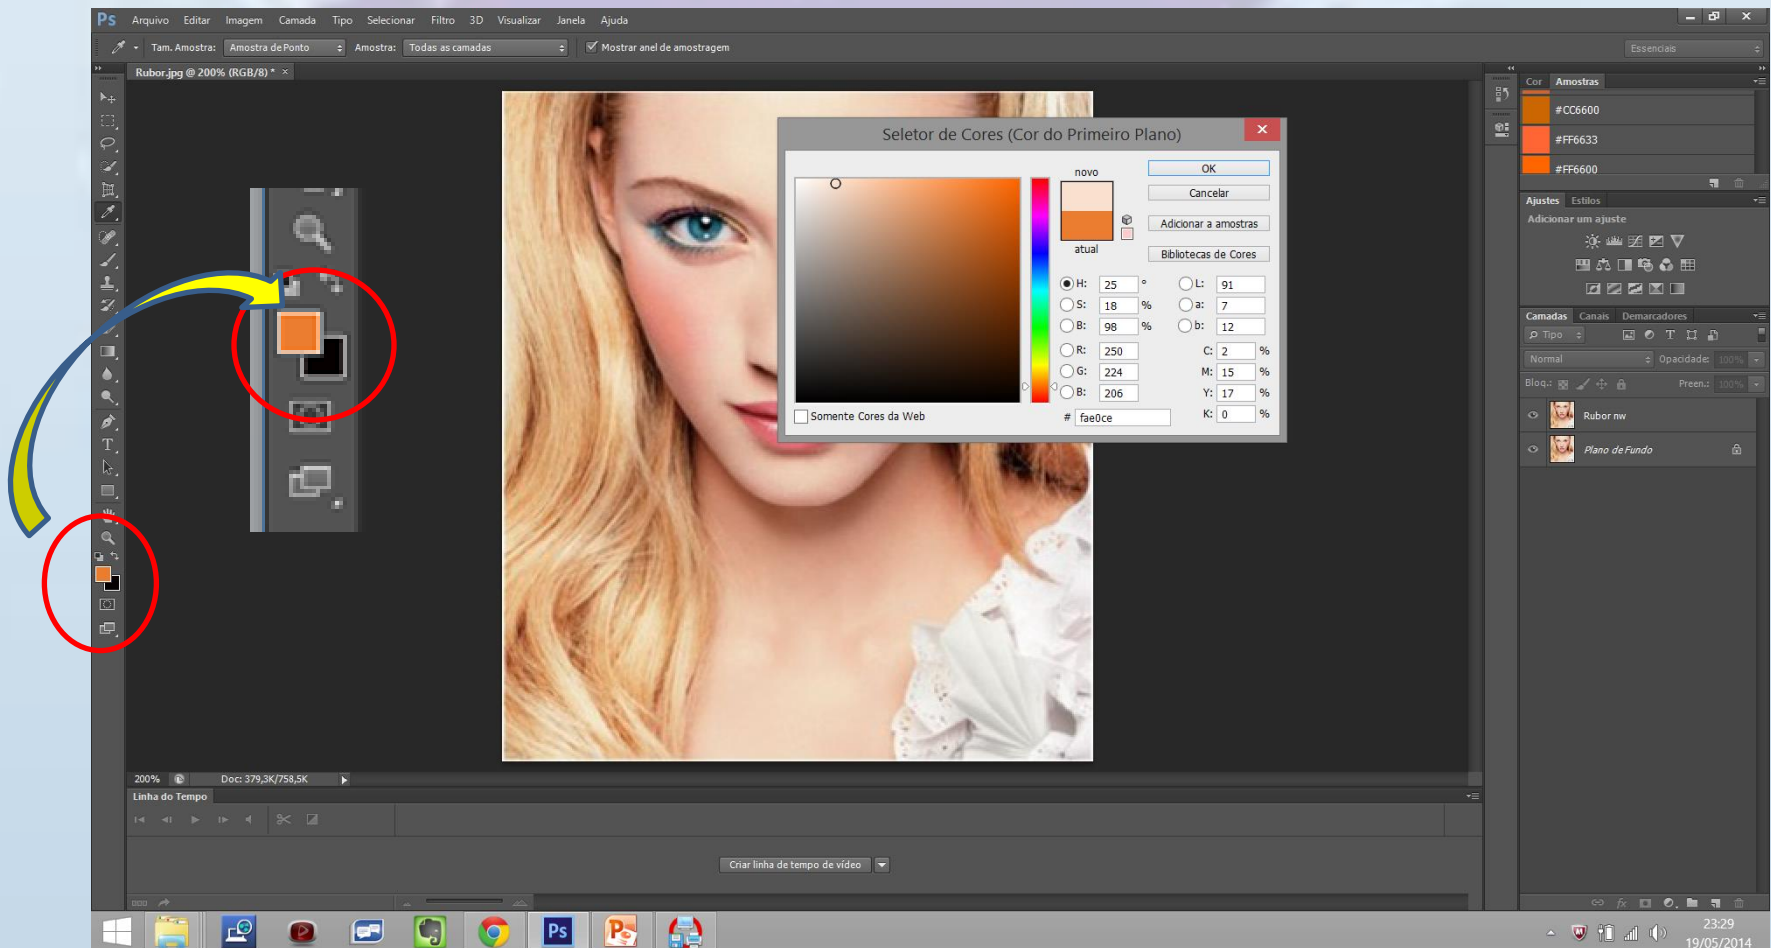 Ps Arquivo Editar Imagem Camada Tipo Selecionar Filtro 3D Visualizar Janela Ajuda
Tam. Amostra: Amostra de Ponto Amostra: Todas as camadas Mostrar anel de amostragem Essenciais
Rubor.jpg @ 200% (RGB/8) * ×
Cor Amostras
#CC6600
#FF6633
#FF6600
Seletor de Cores (Cor do Primeiro Plano)
novo
atual
OK
Cancelar
Adicionar a amostras
Bibliotecas de Cores
H: 25 ° L: 91
S: 18 % a: 7
B: 98 % b: 12
R: 250 C: 2 %
G: 224 M: 15 %
B: 206 Y: 17 %
# fae0ce K: 0 %
Somente Cores da Web
Ajustes Estilos
Adicionar um ajuste
Camadas Canais Demarcadores
Tipo
Normal Opacidade: 100%
Bloq.: Preen.: 100%
Rubor nw
Plano de Fundo
T
200% Doc: 379,3K/758,5K
Linha do Tempo
Criar linha de tempo de vídeo
fx
Ps
23:29
19/05/2014